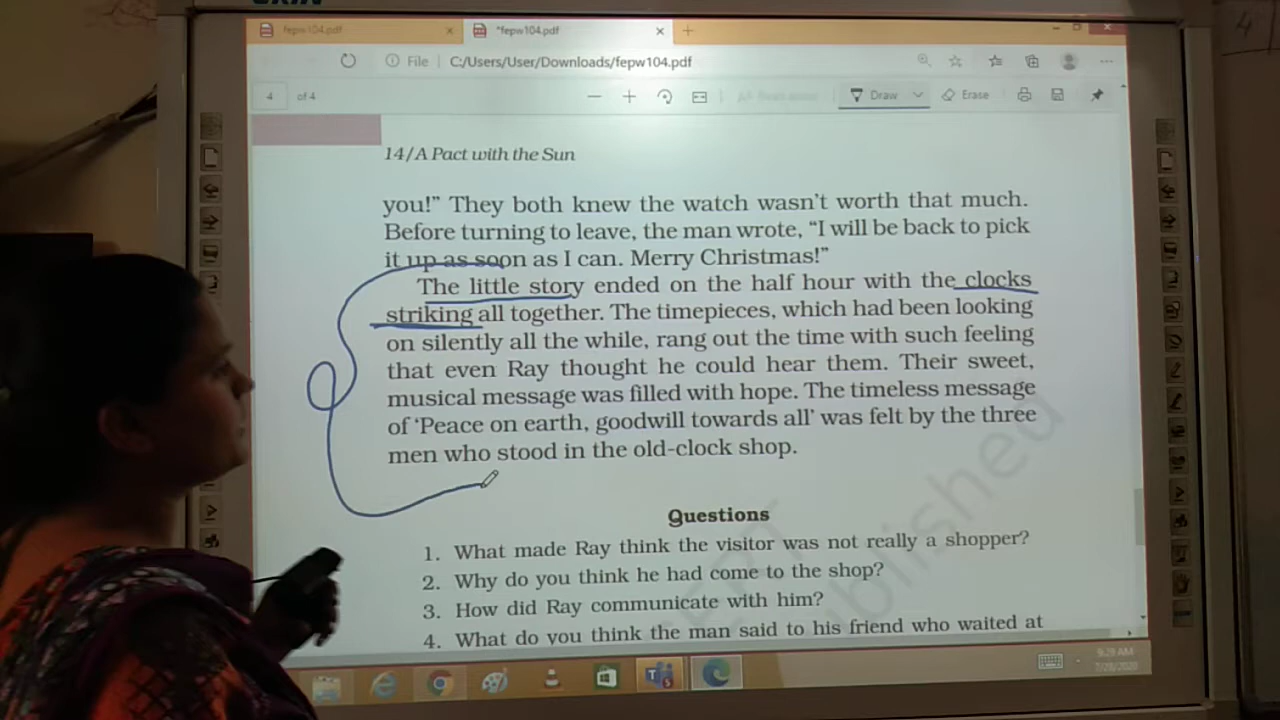 fepw104.pdf
*fepw104.pdf
File C:/Users/User/Downloads/fepw104.pdf
4 of 4
Draw
Erase
14/A Pact with the Sun
you!” They both knew the watch wasn’t worth that much.
Before turning to leave, the man wrote, “I will be back to pick
it up as soon as I can. Merry Christmas!”
The little story ended on the half hour with the clocks
striking all together. The timepieces, which had been looking
on silently all the while, rang out the time with such feeling
that even Ray thought he could hear them. Their sweet,
musical message was filled with hope. The timeless message
of ‘Peace on earth, goodwill towards all’ was felt by the three
men who stood in the old-clock shop.
Questions
1. What made Ray think the visitor was not really a shopper?
2. Why do you think he had come to the shop?
3. How did Ray communicate with him?
4. What do you think the man said to his friend who waited at
9:29 AM
7/28/2020
4